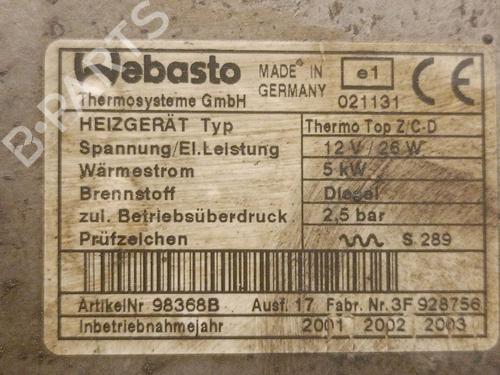 Webasto MADE IN GERMANY e1 CE
Thermosysteme GmbH 021131
HEIZGERÄT Typ Thermo Top Z/C-D
Spannung/El.Leistung 12 V / 25 W
Wärmestrom 5 kW
Brennstoff Diesel
zul. Betriebsüberdruck 2,5 bar
Prüfzeichen S 289
ArtikelNr 98368B Ausf. 17 Fabr. Nr. 3F 928756
Inbetriebnahmejahr 2001 2002 2003
B-PARTS